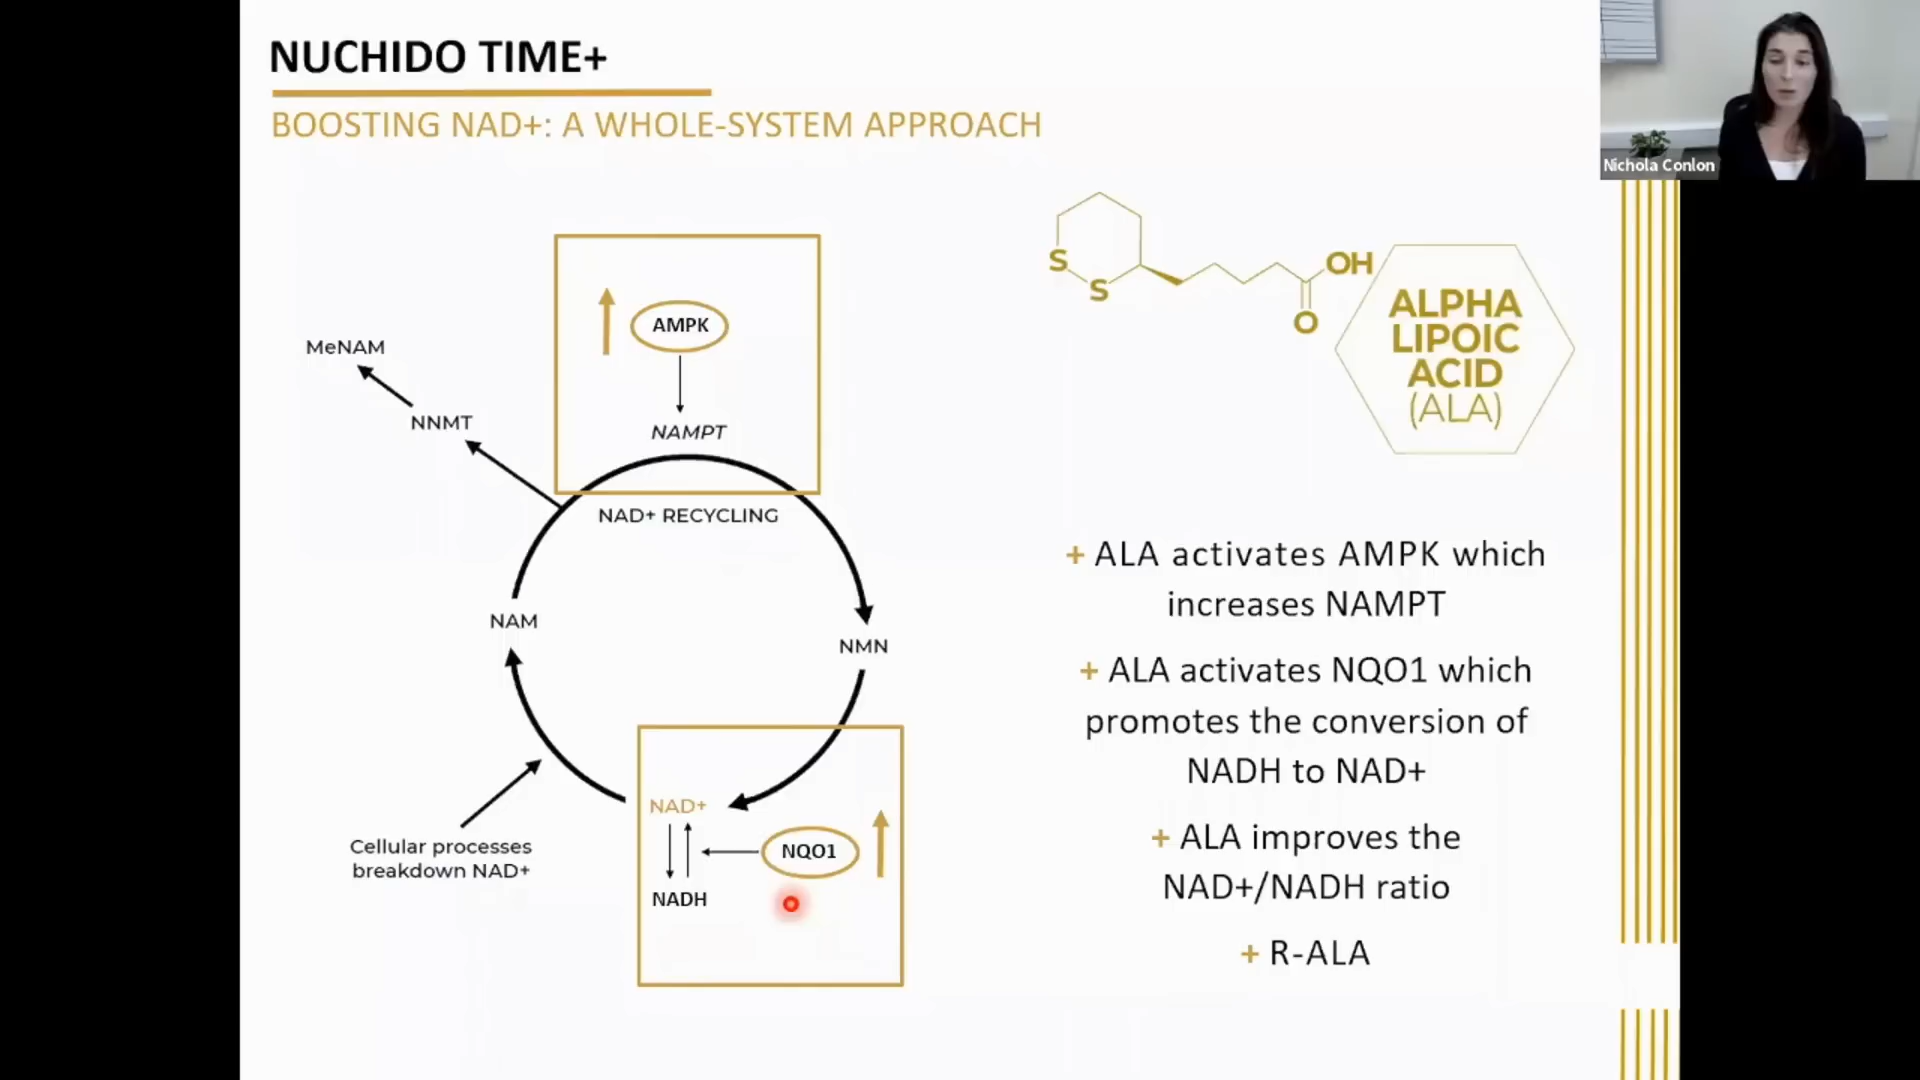 NUCHIDO TIME+
BOOSTING NAD+: A WHOLE-SYSTEM APPROACH
Nichola Conlon
AMPK
NAMPT
MeNAM
NNMT
NAD+ RECYCLING
NAM
NMN
Cellular processes
breakdown NAD+
NAD+
NQO1
NADH
S
S
OH
O
ALPHA
LIPOIC
ACID
(ALA)
+ ALA activates AMPK which
increases NAMPT
+ ALA activates NQO1 which
promotes the conversion of
NADH to NAD+
+ ALA improves the
NAD+/NADH ratio
+ R-ALA